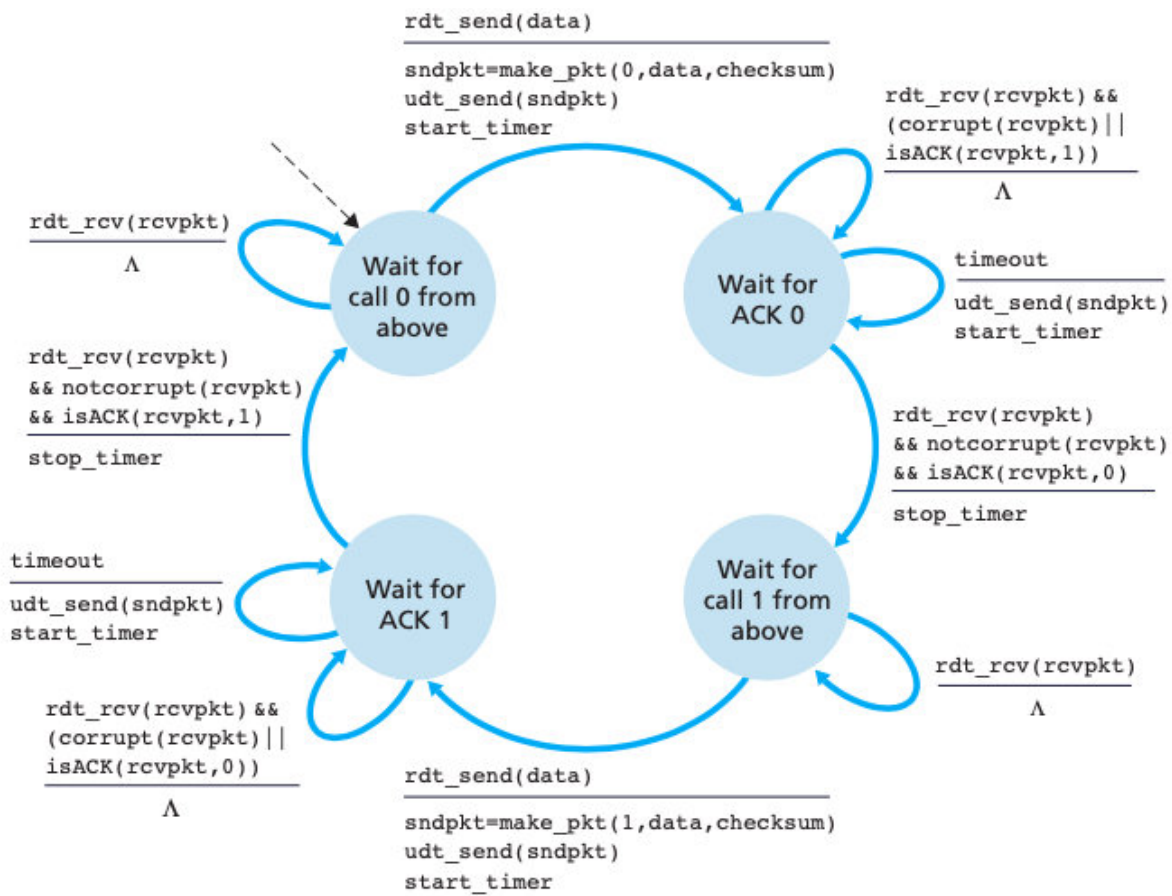 rdt_send(data)
sndpkt=make_pkt(0,data,checksum)
udt_send(sndpkt)
start_timer
rdt_rcv(rcvpkt) &&
(corrupt(rcvpkt)||
isACK(rcvpkt,1))
Λ
rdt_rcv(rcvpkt)
Λ
Wait for
call 0 from
above
Wait for
ACK 0
timeout
udt_send(sndpkt)
start_timer
rdt_rcv(rcvpkt)
&& notcorrupt(rcvpkt)
&& isACK(rcvpkt,1)
stop_timer
rdt_rcv(rcvpkt)
&& notcorrupt(rcvpkt)
&& isACK(rcvpkt,0)
stop_timer
timeout
udt_send(sndpkt)
start_timer
Wait for
ACK 1
Wait for
call 1 from
above
rdt_rcv(rcvpkt)
Λ
rdt_rcv(rcvpkt) &&
(corrupt(rcvpkt)||
isACK(rcvpkt,0))
Λ
rdt_send(data)
sndpkt=make_pkt(1,data,checksum)
udt_send(sndpkt)
start_timer